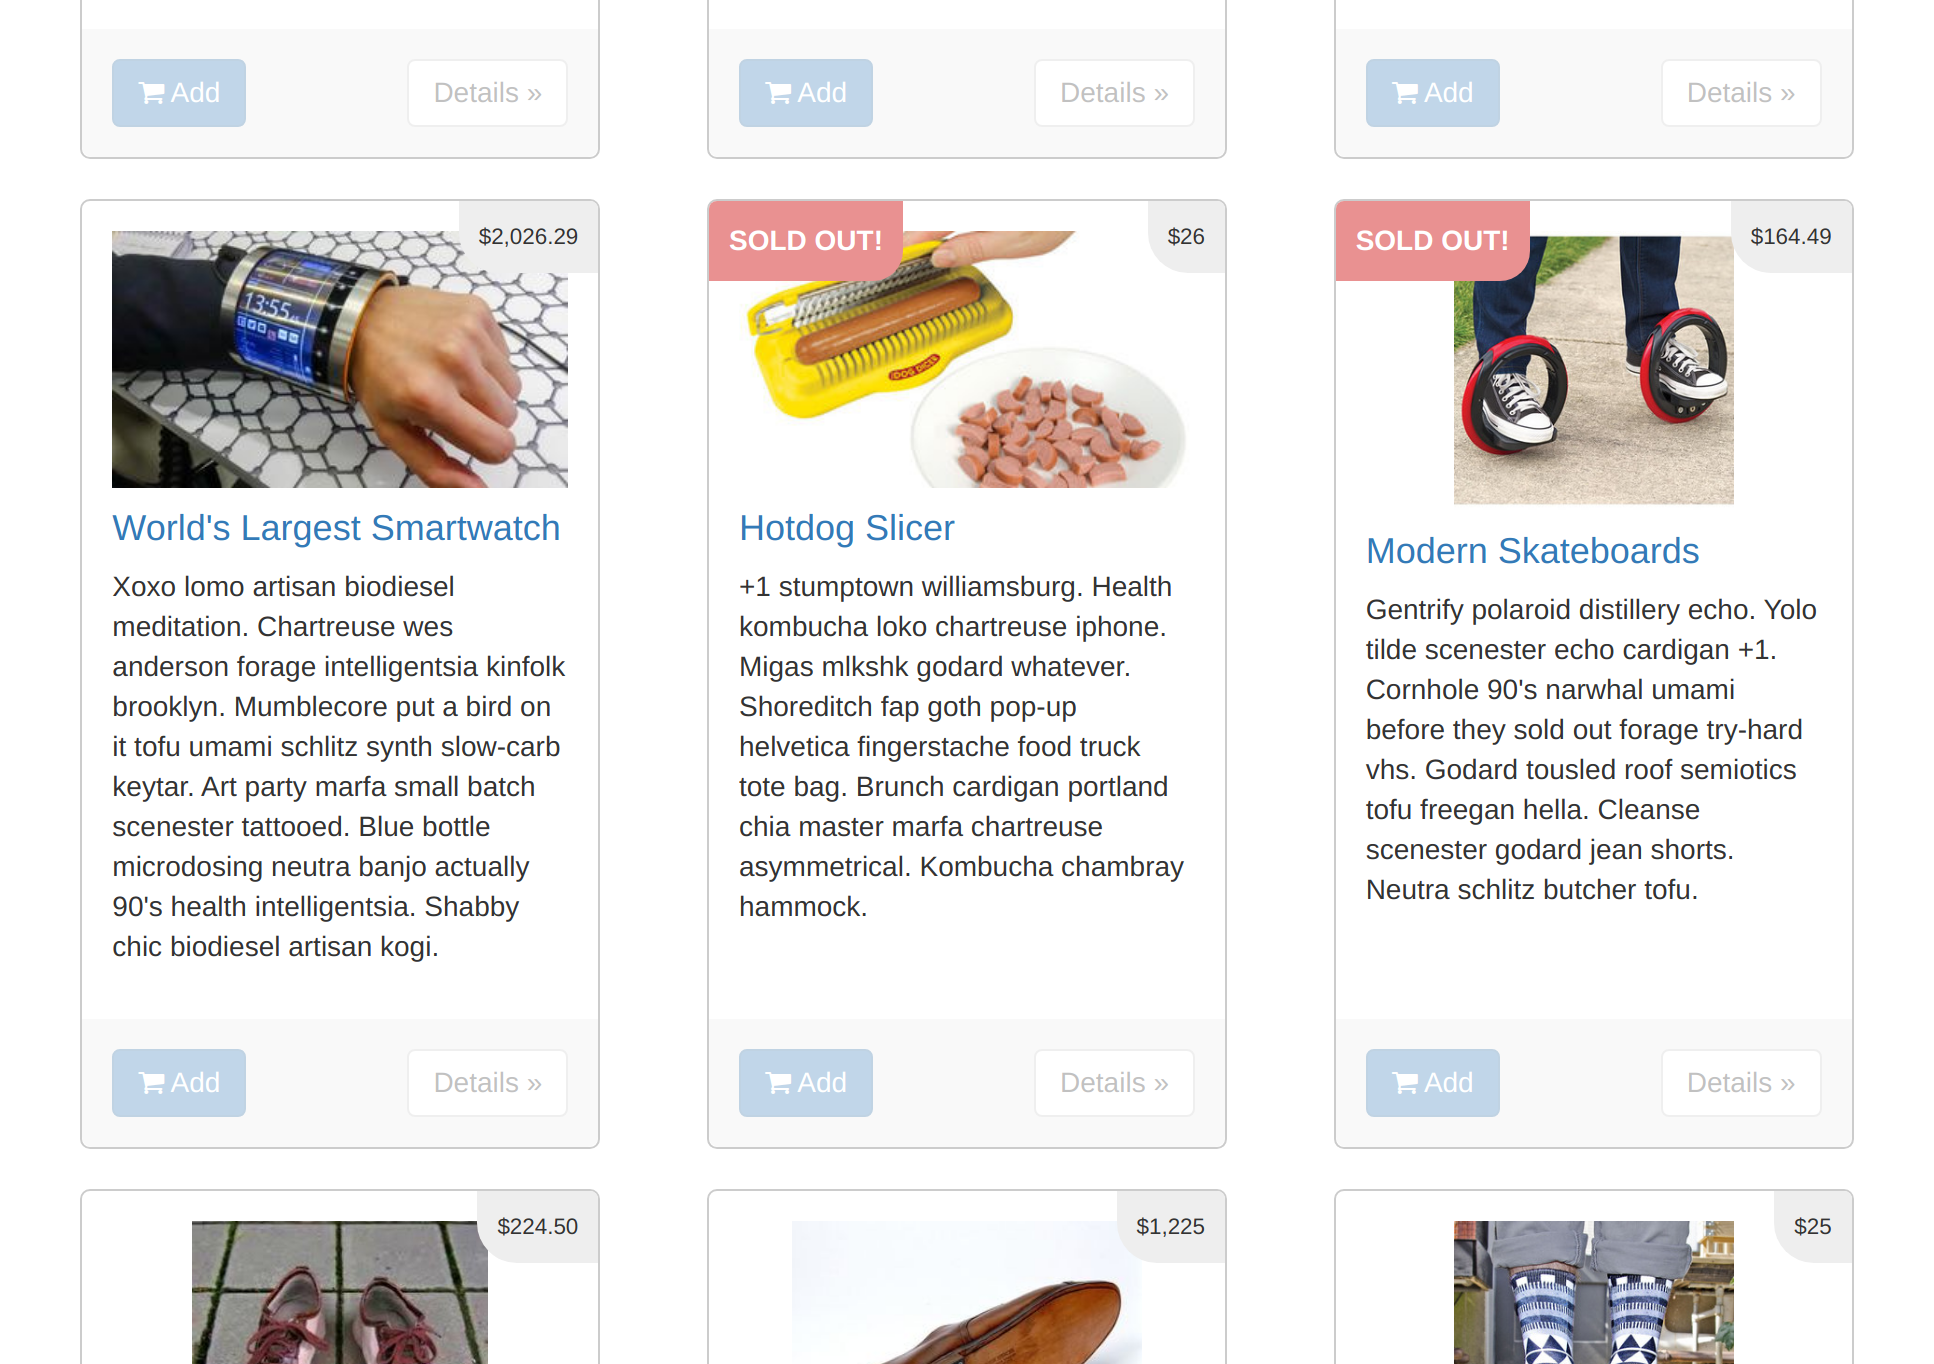 Add
Details »
Add
Details »
Add
Details »
$2,026.29
13:55
World's Largest Smartwatch
Xoxo lomo artisan biodiesel
meditation. Chartreuse wes
anderson forage intelligentsia kinfolk
brooklyn. Mumblecore put a bird on
it tofu umami schlitz synth slow-carb
keytar. Art party marfa small batch
scenester tattooed. Blue bottle
microdosing neutra banjo actually
90's health intelligentsia. Shabby
chic biodiesel artisan kogi.
Add
Details »
SOLD OUT!
$26
DOG DICER
Hotdog Slicer
+1 stumptown williamsburg. Health
kombucha loko chartreuse iphone.
Migas mlkshk godard whatever.
Shoreditch fap goth pop-up
helvetica fingerstache food truck
tote bag. Brunch cardigan portland
chia master marfa chartreuse
asymmetrical. Kombucha chambray
hammock.
Add
Details »
SOLD OUT!
$164.49
Modern Skateboards
Gentrify polaroid distillery echo. Yolo
tilde scenester echo cardigan +1.
Cornhole 90's narwhal umami
before they sold out forage try-hard
vhs. Godard tousled roof semiotics
tofu freegan hella. Cleanse
scenester godard jean shorts.
Neutra schlitz butcher tofu.
Add
Details »
$224.50
$1,225
$25